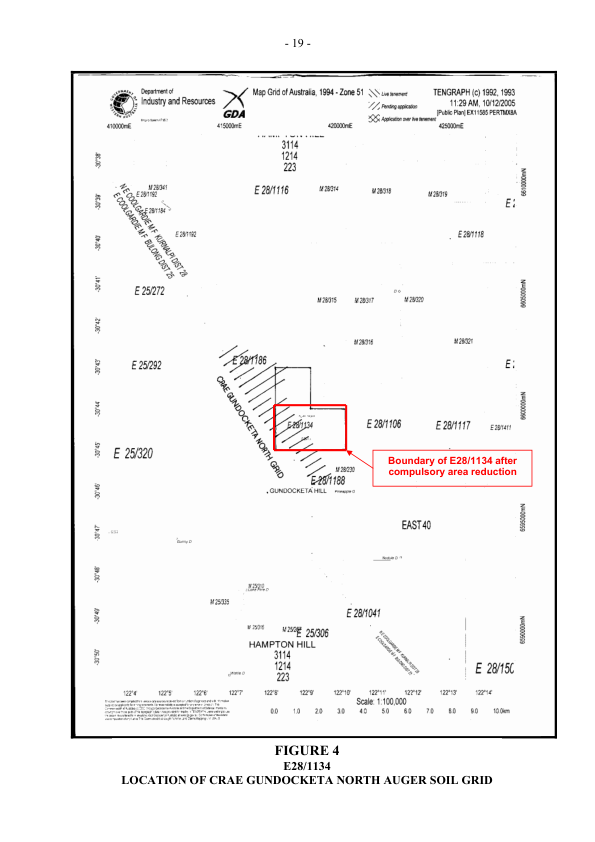 - 19 -
Department of
Industry and Resources
GDA
Map Grid of Australia, 1994 - Zone 51
Live tenement
Pending application
Application over live tenement
TENGRAPH (c) 1992, 1993
11:29 AM, 10/12/2005
[Public Plan] EX11585 PERTMX8A
410000mE
415000mE
420000mE
425000mE
HAMPTON HILL
3114
1214
223
-30°38'
-30°39'
-30°40'
-30°41'
-30°42'
-30°43'
-30°44'
-30°45'
-30°46'
-30°47'
-30°48'
-30°49'
-30°50'
6610000mN
6605000mN
6600000mN
6595000mN
6590000mN
M 28/341
E 28/1192
E 28/1184
E 28/1192
N E COOLGARDIE M.F. KURNALPI DIST 28
E COOLGARDIE M.F. BULONG DIST 25
E 28/1116
M 28/314
M 28/318
M 28/319
E 28/1118
E 25/272
M 28/315
M 28/317
M 28/320
M 28/316
M 28/321
E 25/292
E 28/1186
CRAE GUNDOCKETA NORTH GRID
E 28/1134
E 28/1106
E 28/1117
E 28/1411
E 25/320
Boundary of E28/1134 after
compulsory area reduction
M 28/230
E 28/1188
GUNDOCKETA HILL
Pineapple D
EAST 40
M 25/210
M 25/325
M 25/316
E 25/306
E 28/1041
HAMPTON HILL
3114
1214
223
E 28/150
122°4'
122°5'
122°6'
122°7'
122°8'
122°9'
122°10'
122°11'
122°12'
122°13'
122°14'
Scale: 1:100,000
0.0 1.0 2.0 3.0 4.0 5.0 6.0 7.0 8.0 9.0 10.0km
FIGURE 4
E28/1134
LOCATION OF CRAE GUNDOCKETA NORTH AUGER SOIL GRID